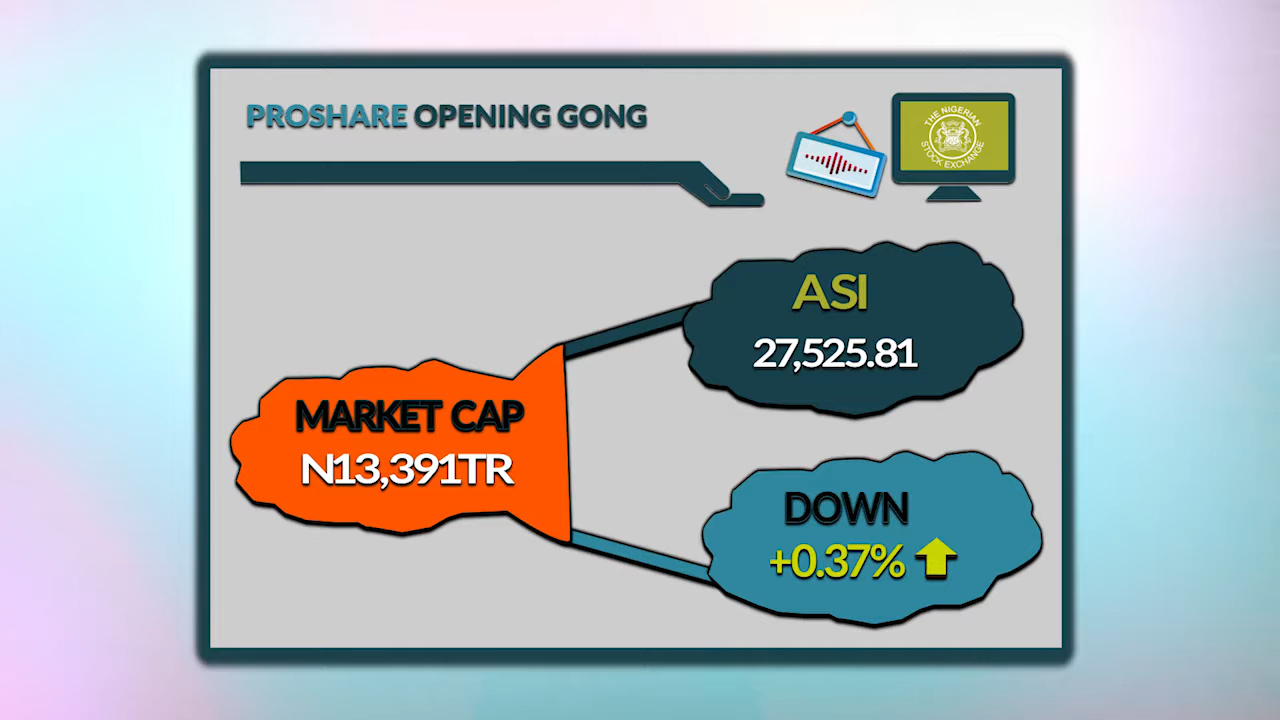 PROSHARE OPENING GONG
THE NIGERIAN
STOCK EXCHANGE
ASI
27,525.81
MARKET CAP
N13,391TR
DOWN
+0.37%